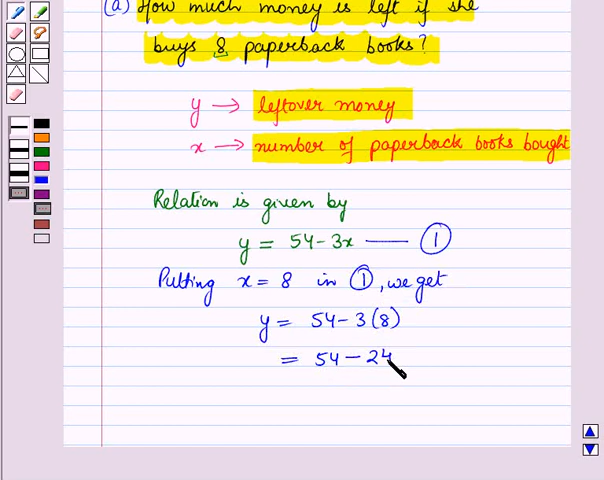 (a) How much money is left if she
buys 8 paperback books?
y → leftover money
x → number of paperback books bought
Relation is given by
y = 54-3x —— ①
Putting x = 8 in ①, we get
y = 54-3(8)
= 54-24